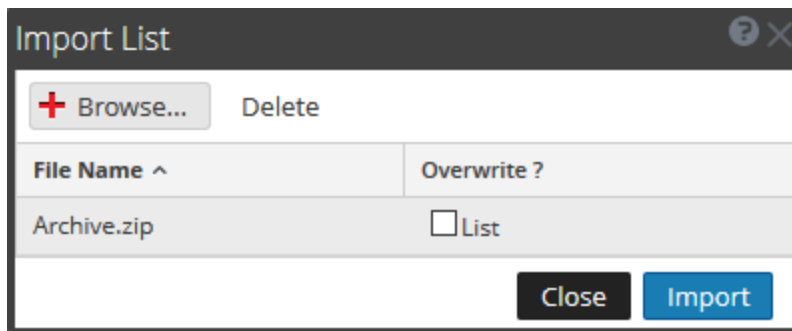 Import List
Browse... Delete
File Name Overwrite ?
Archive.zip List
Close Import